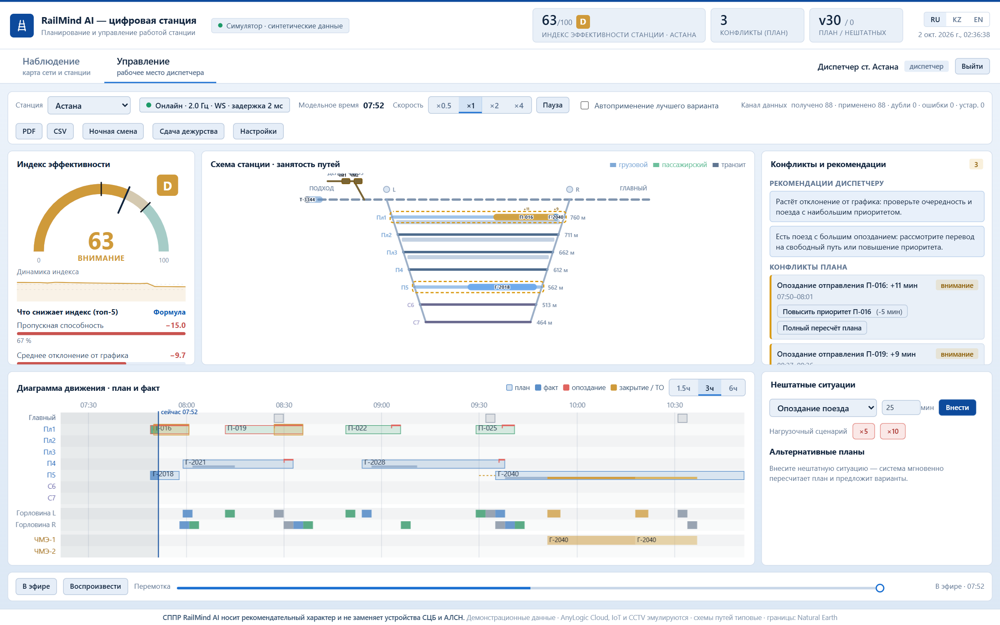 RailMind AI — цифровая станция
Планирование и управление работой станции
Симулятор · синтетические данные
63/100 D
ИНДЕКС ЭФФЕКТИВНОСТИ СТАНЦИИ · АСТАНА
3
КОНФЛИКТЫ (ПЛАН)
v30 / 0
ПЛАН / НЕШТАТНЫХ
RU KZ EN
2 окт. 2026 г., 02:36:38
Наблюдение
карта сети и станции
Управление
рабочее место диспетчера
Диспетчер ст. Астана диспетчер Выйти
Станция Астана Онлайн · 2.0 Гц · WS · задержка 2 мс Модельное время 07:52 Скорость ×0.5 ×1 ×2 ×4 Пауза Автоприменение лучшего варианта Канал данных получено 88 · применено 88 · дубли 0 · ошибки 0 · устар. 0
PDF CSV Ночная смена Сдача дежурства Настройки
Индекс эффективности
D
63
ВНИМАНИЕ
0 100
Динамика индекса
Что снижает индекс (топ-5) Формула
Пропускная способность −15.0
67 %
Среднее отклонение от графика −9.7
Схема станции · занятость путей
грузовой пассажирский транзит
ЧМ1 ЧМ2
ПОДХОД L R ГЛАВНЫЙ
Т-3344
+11 +9
Пл1 П-016 Г-2040 760 м
Пл2 711 м
Пл3 662 м
П4 612 м
П5 Г-2018 562 м
С6 513 м
С7 464 м
Конфликты и рекомендации 3
РЕКОМЕНДАЦИИ ДИСПЕТЧЕРУ
Растёт отклонение от графика: проверьте очередность и
поезда с наибольшим приоритетом.
Есть поезд с большим опозданием: рассмотрите перевод
на свободный путь или повышение приоритета.
КОНФЛИКТЫ ПЛАНА
Опоздание отправления П-016: +11 мин внимание
07:50–08:01
Повысить приоритет П-016 (-5 мин)
Полный пересчёт плана
Опоздание отправления П-019: +9 мин внимание
Диаграмма движения · план и факт
план факт опоздание закрытие / ТО 1.5ч 3ч 6ч
07:30 08:00 08:30 09:00 09:30 10:00 10:30
сейчас 07:52
Главный
Пл1 П-016 П-019 П-022 П-025
Пл2
Пл3
П4 Г-2021 Г-2028
П5 Г-2018 Г-2040
С6
С7
Горловина L
Горловина R
ЧМЭ-1 Г-2040 Г-2040
ЧМЭ-2
Нештатные ситуации
Опоздание поезда 25 мин Внести
Нагрузочный сценарий ×5 ×10
Альтернативные планы
Внесите нештатную ситуацию — система мгновенно
пересчитает план и предложит варианты.
В эфире Воспроизвести Перемотка В эфире · 07:52
СППР RailMind AI носит рекомендательный характер и не заменяет устройства СЦБ и АЛСН. Демонстрационные данные · AnyLogic Cloud, IoT и CCTV эмулируются · схемы путей типовые · границы: Natural Earth